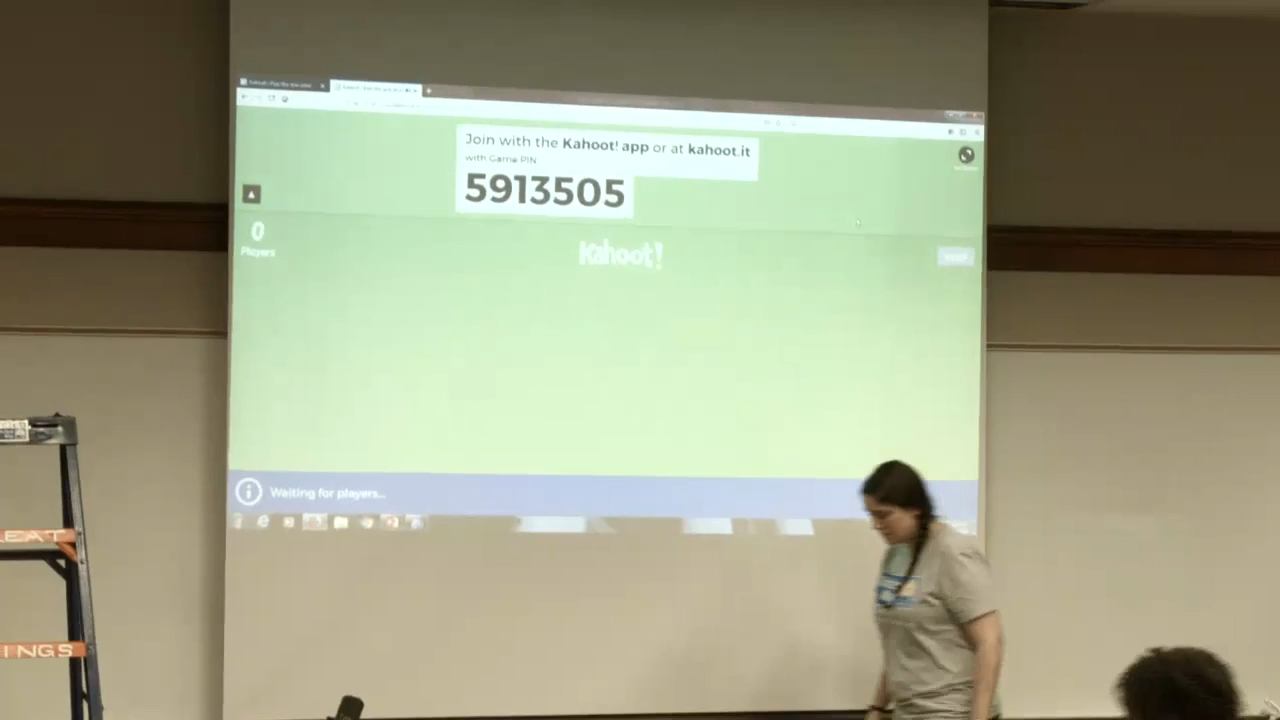 Join with the Kahoot! app or at kahoot.it
with Game PIN
5913505
0
Players
Kahoot!
Waiting for players...
EAT
INGS